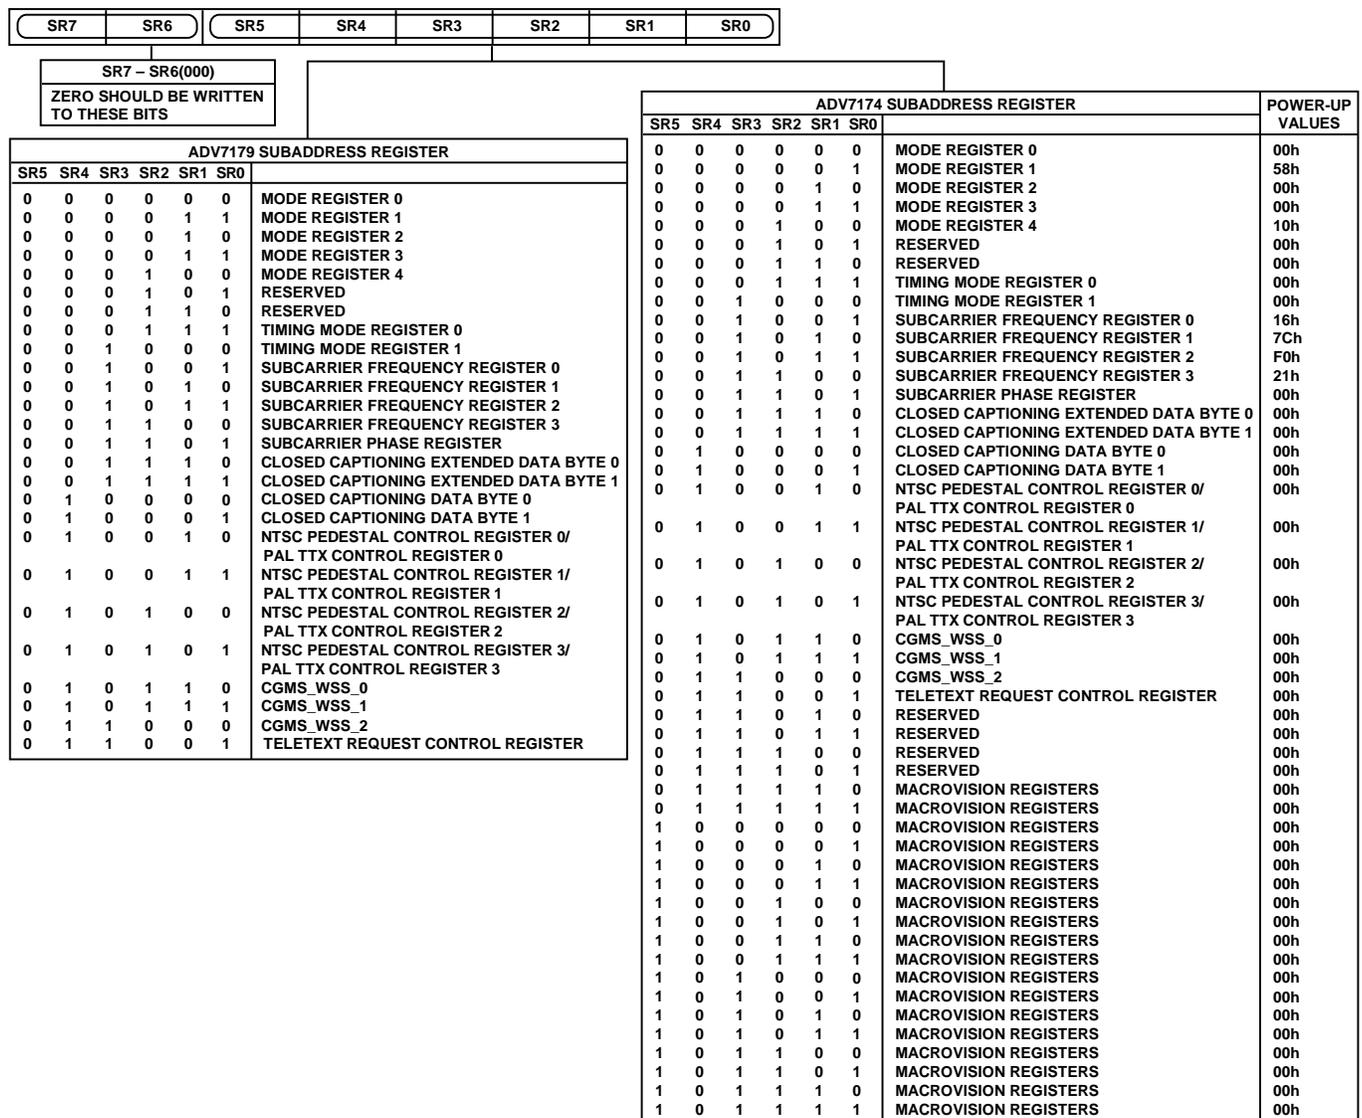 SR7 SR6 SR5 SR4 SR3 SR2 SR1 SR0
SR7 – SR6(000)
ZERO SHOULD BE WRITTEN
TO THESE BITS
ADV7179 SUBADDRESS REGISTER
SR5 SR4 SR3 SR2 SR1 SR0
0 0 0 0 0 0 MODE REGISTER 0
0 0 0 0 1 1 MODE REGISTER 1
0 0 0 0 1 0 MODE REGISTER 2
0 0 0 0 1 1 MODE REGISTER 3
0 0 0 1 0 0 MODE REGISTER 4
0 0 0 1 0 1 RESERVED
0 0 0 1 1 0 RESERVED
0 0 0 1 1 1 TIMING MODE REGISTER 0
0 0 1 0 0 0 TIMING MODE REGISTER 1
0 0 1 0 0 1 SUBCARRIER FREQUENCY REGISTER 0
0 0 1 0 1 0 SUBCARRIER FREQUENCY REGISTER 1
0 0 1 0 1 1 SUBCARRIER FREQUENCY REGISTER 2
0 0 1 1 0 0 SUBCARRIER FREQUENCY REGISTER 3
0 0 1 1 0 1 SUBCARRIER PHASE REGISTER
0 0 1 1 1 0 CLOSED CAPTIONING EXTENDED DATA BYTE 0
0 0 1 1 1 1 CLOSED CAPTIONING EXTENDED DATA BYTE 1
0 1 0 0 0 0 CLOSED CAPTIONING DATA BYTE 0
0 1 0 0 0 1 CLOSED CAPTIONING DATA BYTE 1
0 1 0 0 1 0 NTSC PEDESTAL CONTROL REGISTER 0/
PAL TTX CONTROL REGISTER 0
0 1 0 0 1 1 NTSC PEDESTAL CONTROL REGISTER 1/
PAL TTX CONTROL REGISTER 1
0 1 0 1 0 0 NTSC PEDESTAL CONTROL REGISTER 2/
PAL TTX CONTROL REGISTER 2
0 1 0 1 0 1 NTSC PEDESTAL CONTROL REGISTER 3/
PAL TTX CONTROL REGISTER 3
0 1 0 1 1 0 CGMS_WSS_0
0 1 0 1 1 1 CGMS_WSS_1
0 1 1 0 0 0 CGMS_WSS_2
0 1 1 0 0 1 TELETEXT REQUEST CONTROL REGISTER
ADV7174 SUBADDRESS REGISTER POWER-UP
SR5 SR4 SR3 SR2 SR1 SR0 VALUES
0 0 0 0 0 0 MODE REGISTER 0 00h
0 0 0 0 0 1 MODE REGISTER 1 58h
0 0 0 0 1 0 MODE REGISTER 2 00h
0 0 0 0 1 1 MODE REGISTER 3 00h
0 0 0 1 0 0 MODE REGISTER 4 10h
0 0 0 1 0 1 RESERVED 00h
0 0 0 1 1 0 RESERVED 00h
0 0 0 1 1 1 TIMING MODE REGISTER 0 00h
0 0 1 0 0 0 TIMING MODE REGISTER 1 00h
0 0 1 0 0 1 SUBCARRIER FREQUENCY REGISTER 0 16h
0 0 1 0 1 0 SUBCARRIER FREQUENCY REGISTER 1 7Ch
0 0 1 0 1 1 SUBCARRIER FREQUENCY REGISTER 2 F0h
0 0 1 1 0 0 SUBCARRIER FREQUENCY REGISTER 3 21h
0 0 1 1 0 1 SUBCARRIER PHASE REGISTER 00h
0 0 1 1 1 0 CLOSED CAPTIONING EXTENDED DATA BYTE 0 00h
0 0 1 1 1 1 CLOSED CAPTIONING EXTENDED DATA BYTE 1 00h
0 1 0 0 0 0 CLOSED CAPTIONING DATA BYTE 0 00h
0 1 0 0 0 1 CLOSED CAPTIONING DATA BYTE 1 00h
0 1 0 0 1 0 NTSC PEDESTAL CONTROL REGISTER 0/ 00h
PAL TTX CONTROL REGISTER 0
0 1 0 0 1 1 NTSC PEDESTAL CONTROL REGISTER 1/ 00h
PAL TTX CONTROL REGISTER 1
0 1 0 1 0 0 NTSC PEDESTAL CONTROL REGISTER 2/ 00h
PAL TTX CONTROL REGISTER 2
0 1 0 1 0 1 NTSC PEDESTAL CONTROL REGISTER 3/ 00h
PAL TTX CONTROL REGISTER 3
0 1 0 1 1 0 CGMS_WSS_0 00h
0 1 0 1 1 1 CGMS_WSS_1 00h
0 1 1 0 0 0 CGMS_WSS_2 00h
0 1 1 0 0 1 TELETEXT REQUEST CONTROL REGISTER 00h
0 1 1 0 1 0 RESERVED 00h
0 1 1 0 1 1 RESERVED 00h
0 1 1 1 0 0 RESERVED 00h
0 1 1 1 0 1 RESERVED 00h
0 1 1 1 1 0 MACROVISION REGISTERS 00h
0 1 1 1 1 1 MACROVISION REGISTERS 00h
1 0 0 0 0 0 MACROVISION REGISTERS 00h
1 0 0 0 0 1 MACROVISION REGISTERS 00h
1 0 0 0 1 0 MACROVISION REGISTERS 00h
1 0 0 0 1 1 MACROVISION REGISTERS 00h
1 0 0 1 0 0 MACROVISION REGISTERS 00h
1 0 0 1 0 1 MACROVISION REGISTERS 00h
1 0 0 1 1 0 MACROVISION REGISTERS 00h
1 0 0 1 1 1 MACROVISION REGISTERS 00h
1 0 1 0 0 0 MACROVISION REGISTERS 00h
1 0 1 0 0 1 MACROVISION REGISTERS 00h
1 0 1 0 1 0 MACROVISION REGISTERS 00h
1 0 1 0 1 1 MACROVISION REGISTERS 00h
1 0 1 1 0 0 MACROVISION REGISTERS 00h
1 0 1 1 0 1 MACROVISION REGISTERS 00h
1 0 1 1 1 0 MACROVISION REGISTERS 00h
1 0 1 1 1 1 MACROVISION REGISTERS 00h